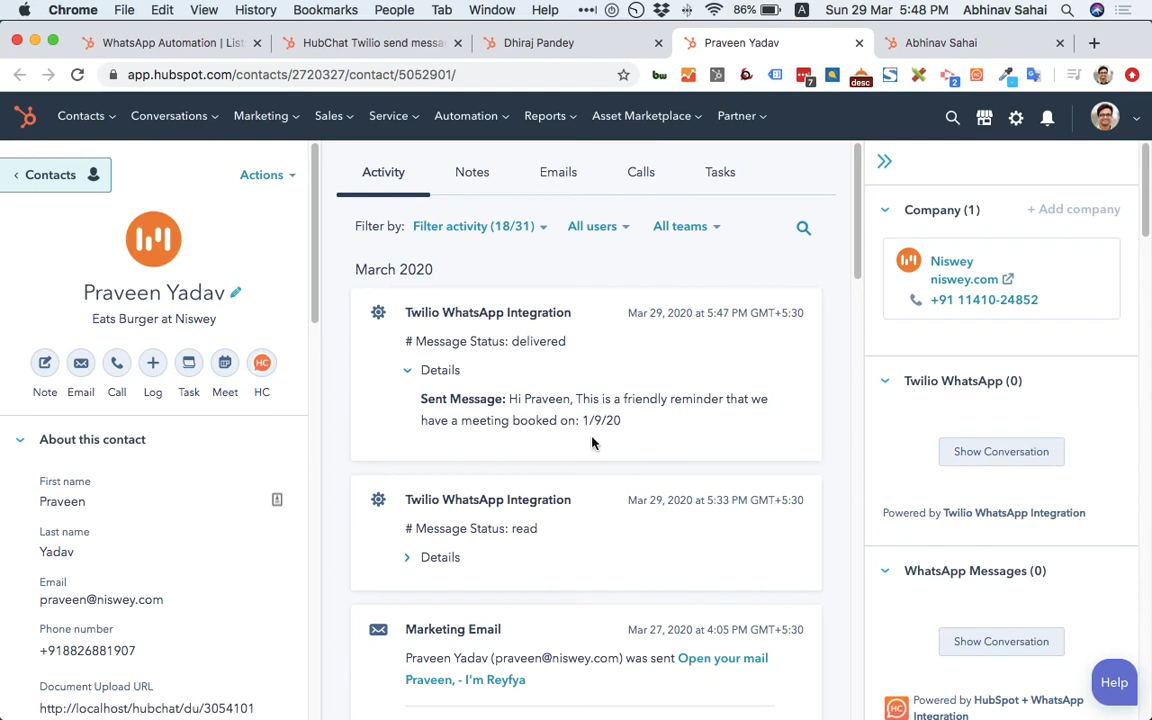 Chrome File Edit View History Bookmarks People Tab Window Help 86% A Sun 29 Mar 5:48 PM Abhinav Sahai
WhatsApp Automation | List HubChat Twilio send messa Dhiraj Pandey Praveen Yadav Abhinav Sahai
app.hubspot.com/contacts/2720327/contact/5052901/ bw 7 desc 2
Contacts Conversations Marketing Sales Service Automation Reports Asset Marketplace Partner
Contacts
Actions
Praveen Yadav
Eats Burger at Niswey
HC
Note Email Call Log Task Meet HC
About this contact
First name
Praveen
Last name
Yadav
Email
praveen@niswey.com
Phone number
+918826881907
Document Upload URL
http://localhost/hubchat/du/3054101
Activity Notes Emails Calls Tasks
Filter by: Filter activity (18/31) All users All teams
March 2020
Twilio WhatsApp Integration Mar 29, 2020 at 5:47 PM GMT+5:30
# Message Status: delivered
Details
Sent Message: Hi Praveen, This is a friendly reminder that we
have a meeting booked on: 1/9/20
Twilio WhatsApp Integration Mar 29, 2020 at 5:33 PM GMT+5:30
# Message Status: read
Details
Marketing Email Mar 27, 2020 at 4:05 PM GMT+5:30
Praveen Yadav (praveen@niswey.com) was sent Open your mail
Praveen, - I'm Reyfya
Company (1) + Add company
Niswey
niswey.com
+91 11410-24852
Twilio WhatsApp (0)
Show Conversation
Powered by Twilio WhatsApp Integration
WhatsApp Messages (0)
Show Conversation
HC Powered by HubSpot + WhatsApp
Integration
Help